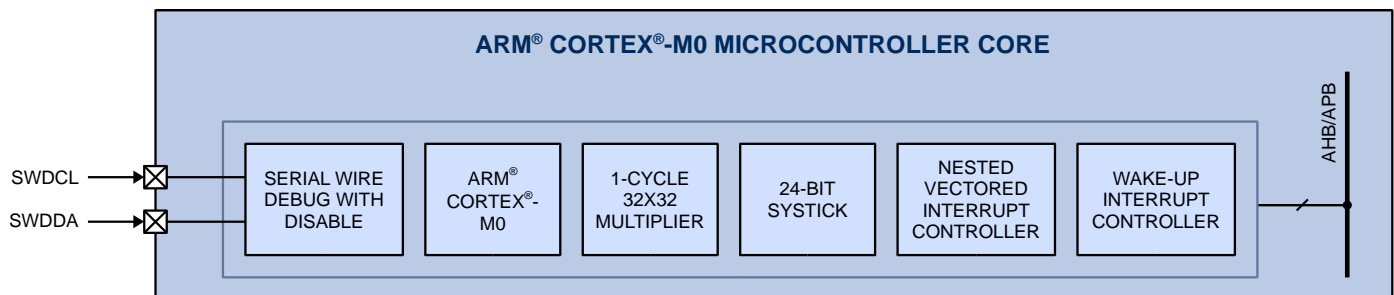 ARM® CORTEX®-M0 MICROCONTROLLER CORE
AHB/APB
SWDCL
SWDDA
SERIAL WIRE
DEBUG WITH
DISABLE
ARM®
CORTEX®-
M0
1-CYCLE
32X32
MULTIPLIER
24-BIT
SYSTICK
NESTED
VECTORED
INTERRUPT
CONTROLLER
WAKE-UP
INTERRUPT
CONTROLLER